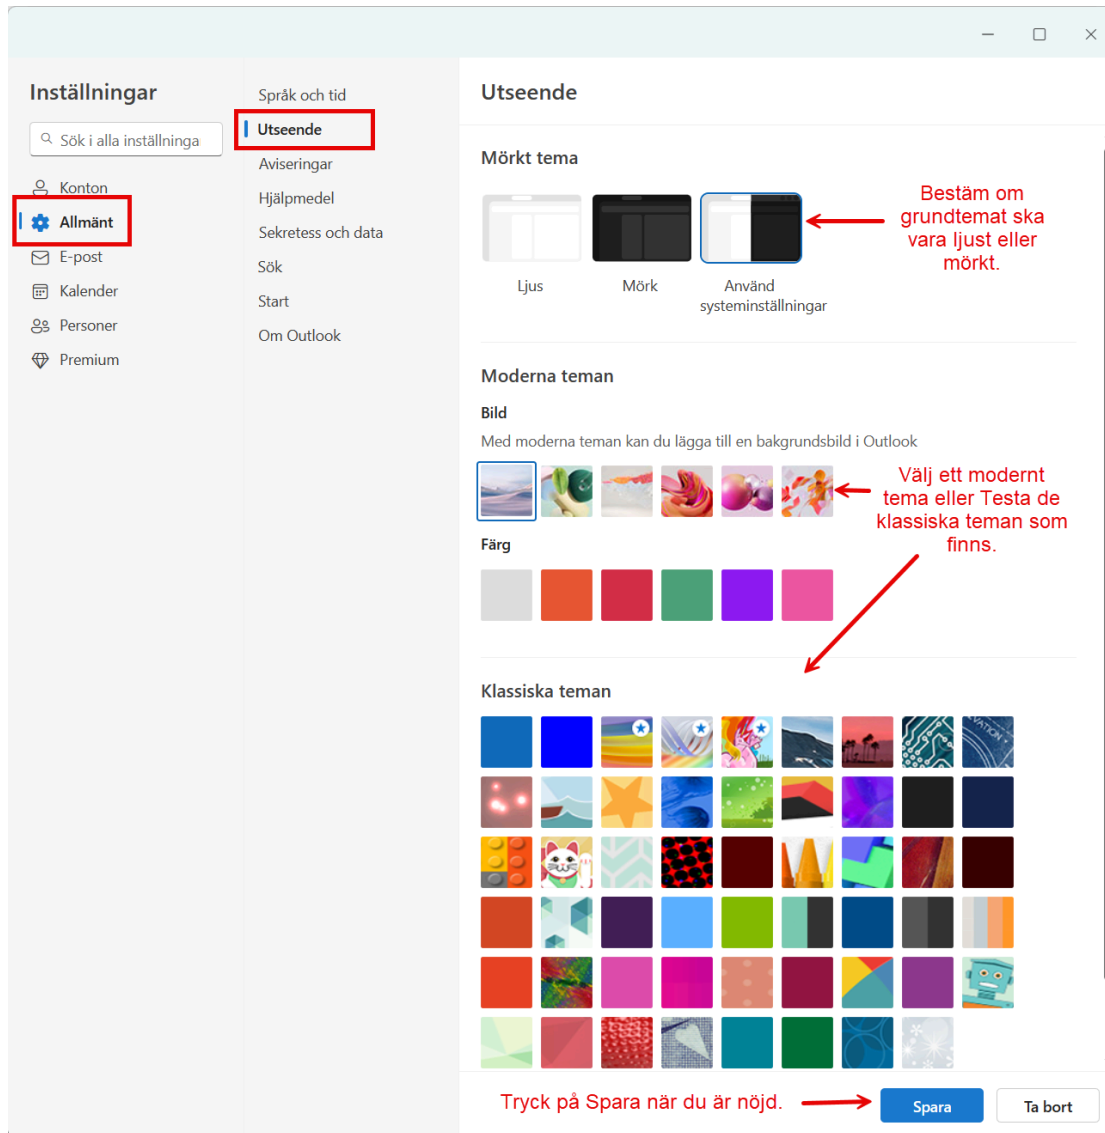 Inställningar
Sök i alla inställninga
Konton
Allmänt
E-post
Kalender
Personer
Premium
Språk och tid
Utseende
Aviseringar
Hjälpmedel
Sekretess och data
Sök
Start
Om Outlook
Utseende
Mörkt tema
Ljus
Mörk
Använd
systeminställningar
Bestäm om
grundtemat ska
vara ljust eller
mörkt.
Moderna teman
Bild
Med moderna teman kan du lägga till en bakgrundsbild i Outlook
Välj ett modernt
tema eller Testa de
klassiska teman som
finns.
Färg
Klassiska teman
VATION
Tryck på Spara när du är nöjd.
Spara
Ta bort